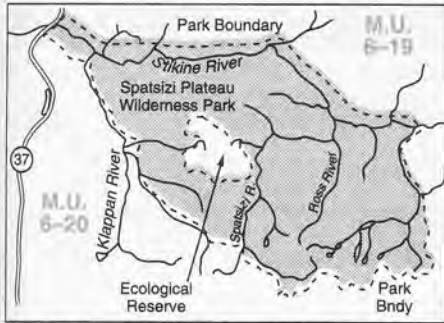 Park Boundary
M.U.
6–19
Stikine River
Spatsizi Plateau
Wilderness Park
37
Klappan River
M.U.
6–20
Spatsizi R.
Ross River
Ecological
Reserve
Park
Bndy